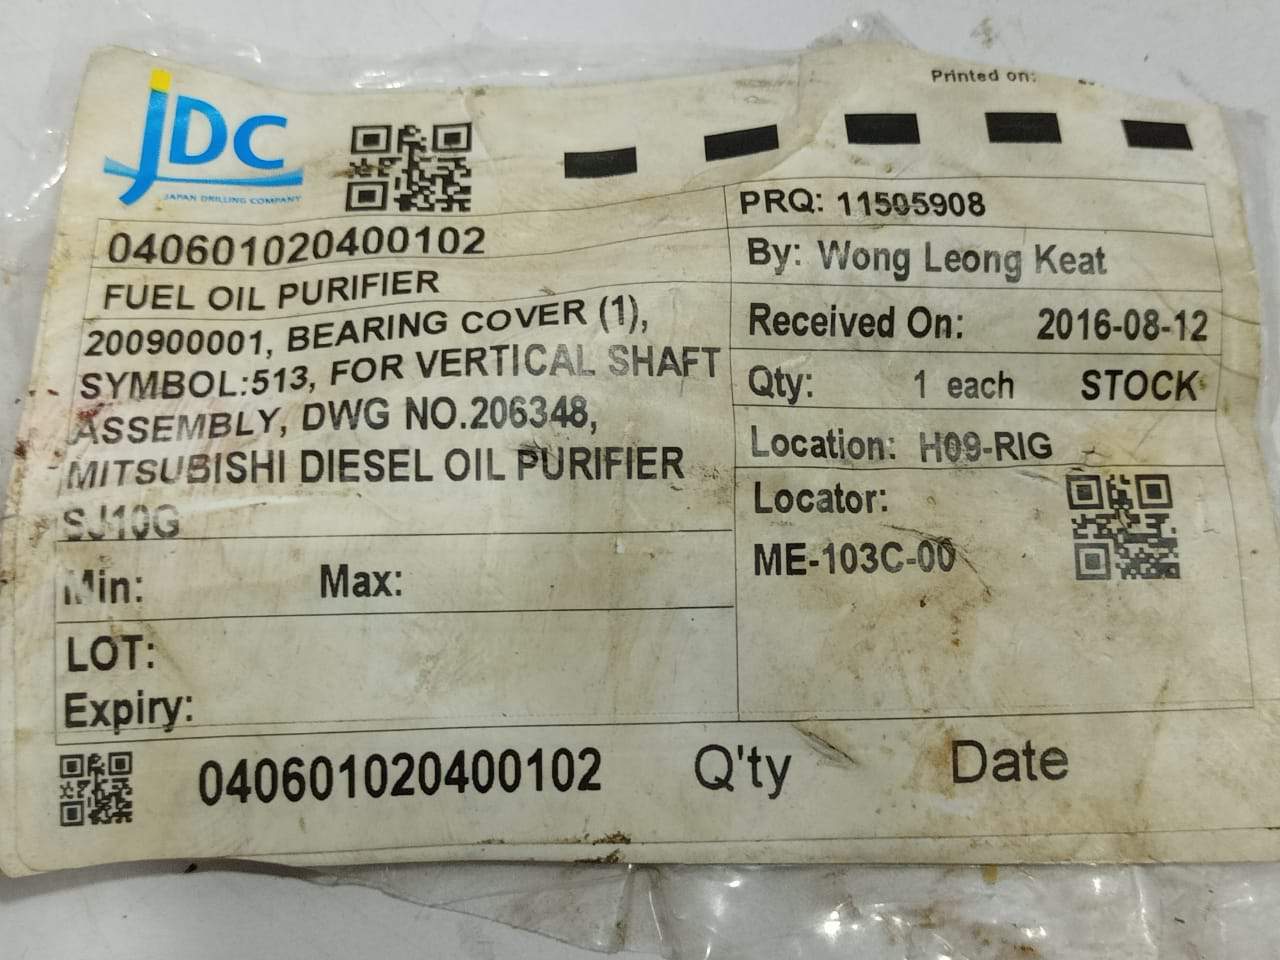 Printed on:
JDC
JAPAN DRILLING COMPANY
040601020400102
FUEL OIL PURIFIER
200900001, BEARING COVER (1),
SYMBOL:513, FOR VERTICAL SHAFT
ASSEMBLY, DWG NO.206348,
MITSUBISHI DIESEL OIL PURIFIER
SJ10G
Min: Max:
LOT:
Expiry:
PRQ: 11505908
By: Wong Leong Keat
Received On: 2016-08-12
Qty: 1 each STOCK
Location: H09-RIG
Locator:
ME-103C-00
040601020400102 Q'ty Date